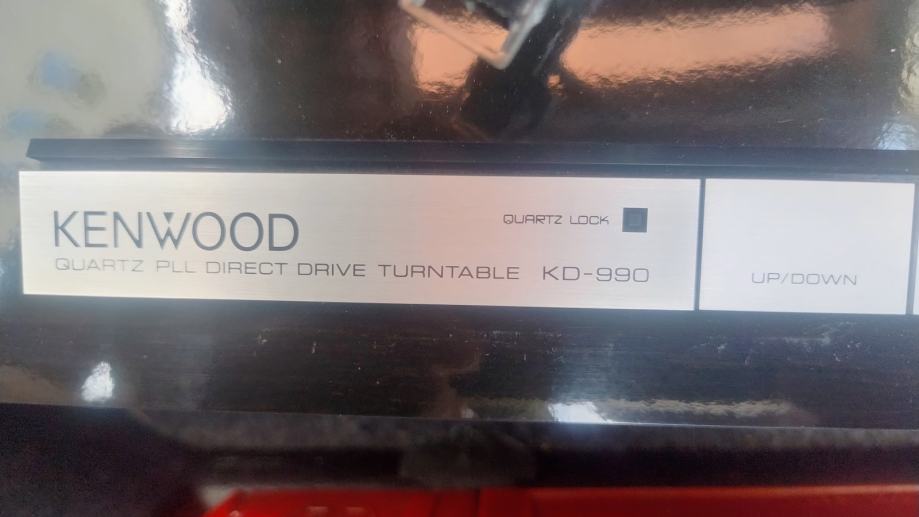 KENWOOD
QUARTZ LOCK
QUARTZ PLL DIRECT DRIVE TURNTABLE KD-990
UP/DOWN